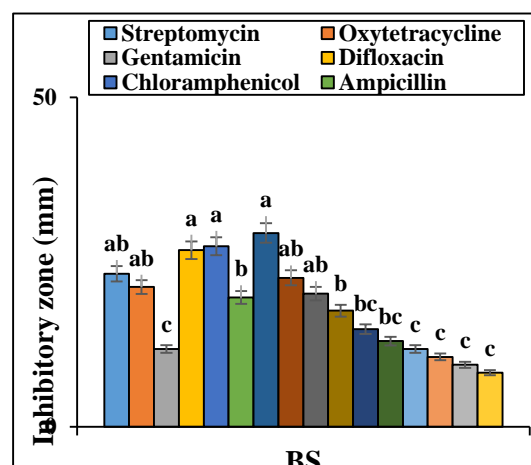 Streptomycin Oxytetracycline
Gentamicin Difloxacin
Chloramphenicol Ampicillin
50
Inhibitory zone (mm)
ab ab c a a b a ab ab b bc bc c c c c
0
BS